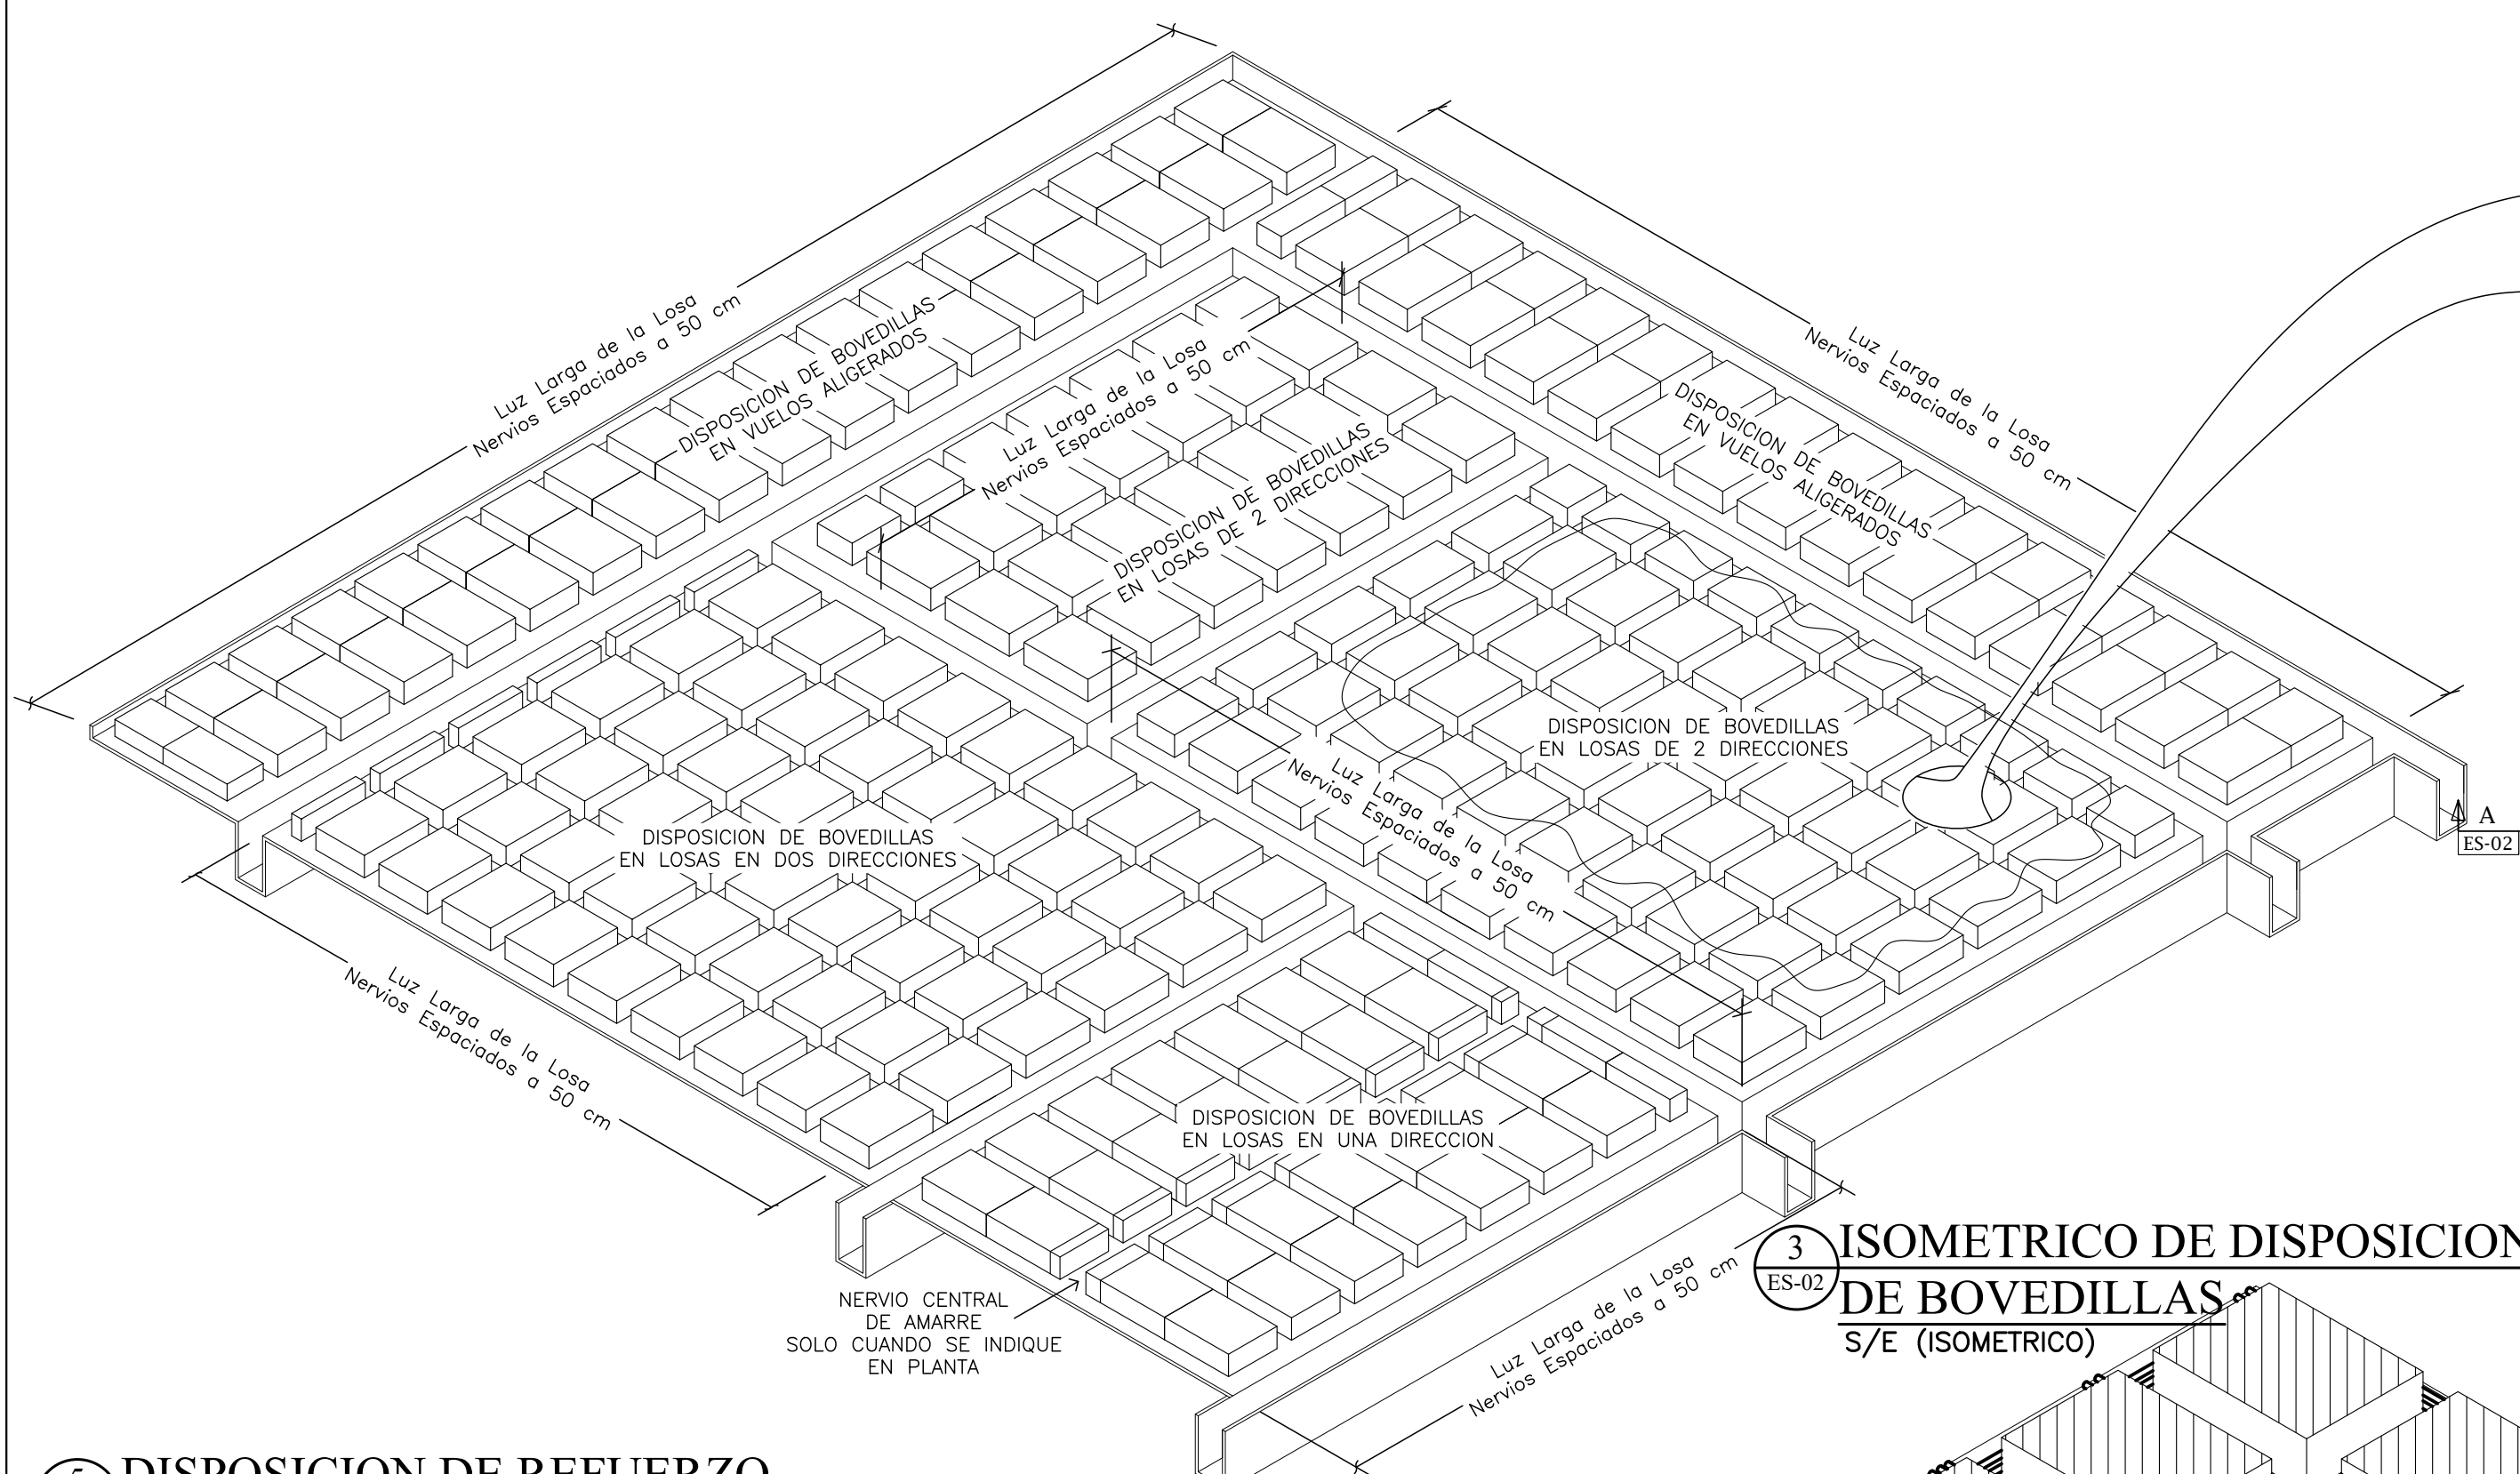 Luz Larga de la Losa
Nervios Espaciados a 50 cm
DISPOSICION DE BOVEDILLAS
EN VUELOS ALIGERADOS
Luz Larga de la Losa
Nervios Espaciados a 50 cm
DISPOSICION DE BOVEDILLAS
EN LOSAS DE 2 DIRECCIONES
Luz Larga de la Losa
Nervios Espaciados a 50 cm
DISPOSICION DE BOVEDILLAS
EN VUELOS ALIGERADOS
DISPOSICION DE BOVEDILLAS
EN LOSAS DE 2 DIRECCIONES
Luz Larga de la Losa
Nervios Espaciados a 50 cm
A
ES-02
DISPOSICION DE BOVEDILLAS
EN LOSAS EN DOS DIRECCIONES
Luz Larga de la Losa
Nervios Espaciados a 50 cm
DISPOSICION DE BOVEDILLAS
EN LOSAS EN UNA DIRECCION
NERVIO CENTRAL
DE AMARRE
SOLO CUANDO SE INDIQUE
EN PLANTA
Luz Larga de la Losa
Nervios Espaciados a 50 cm
3
ES-02
ISOMETRICO DE DISPOSICION
DE BOVEDILLAS
S/E (ISOMETRICO)
5
DISPOSICION DE REFUERZO